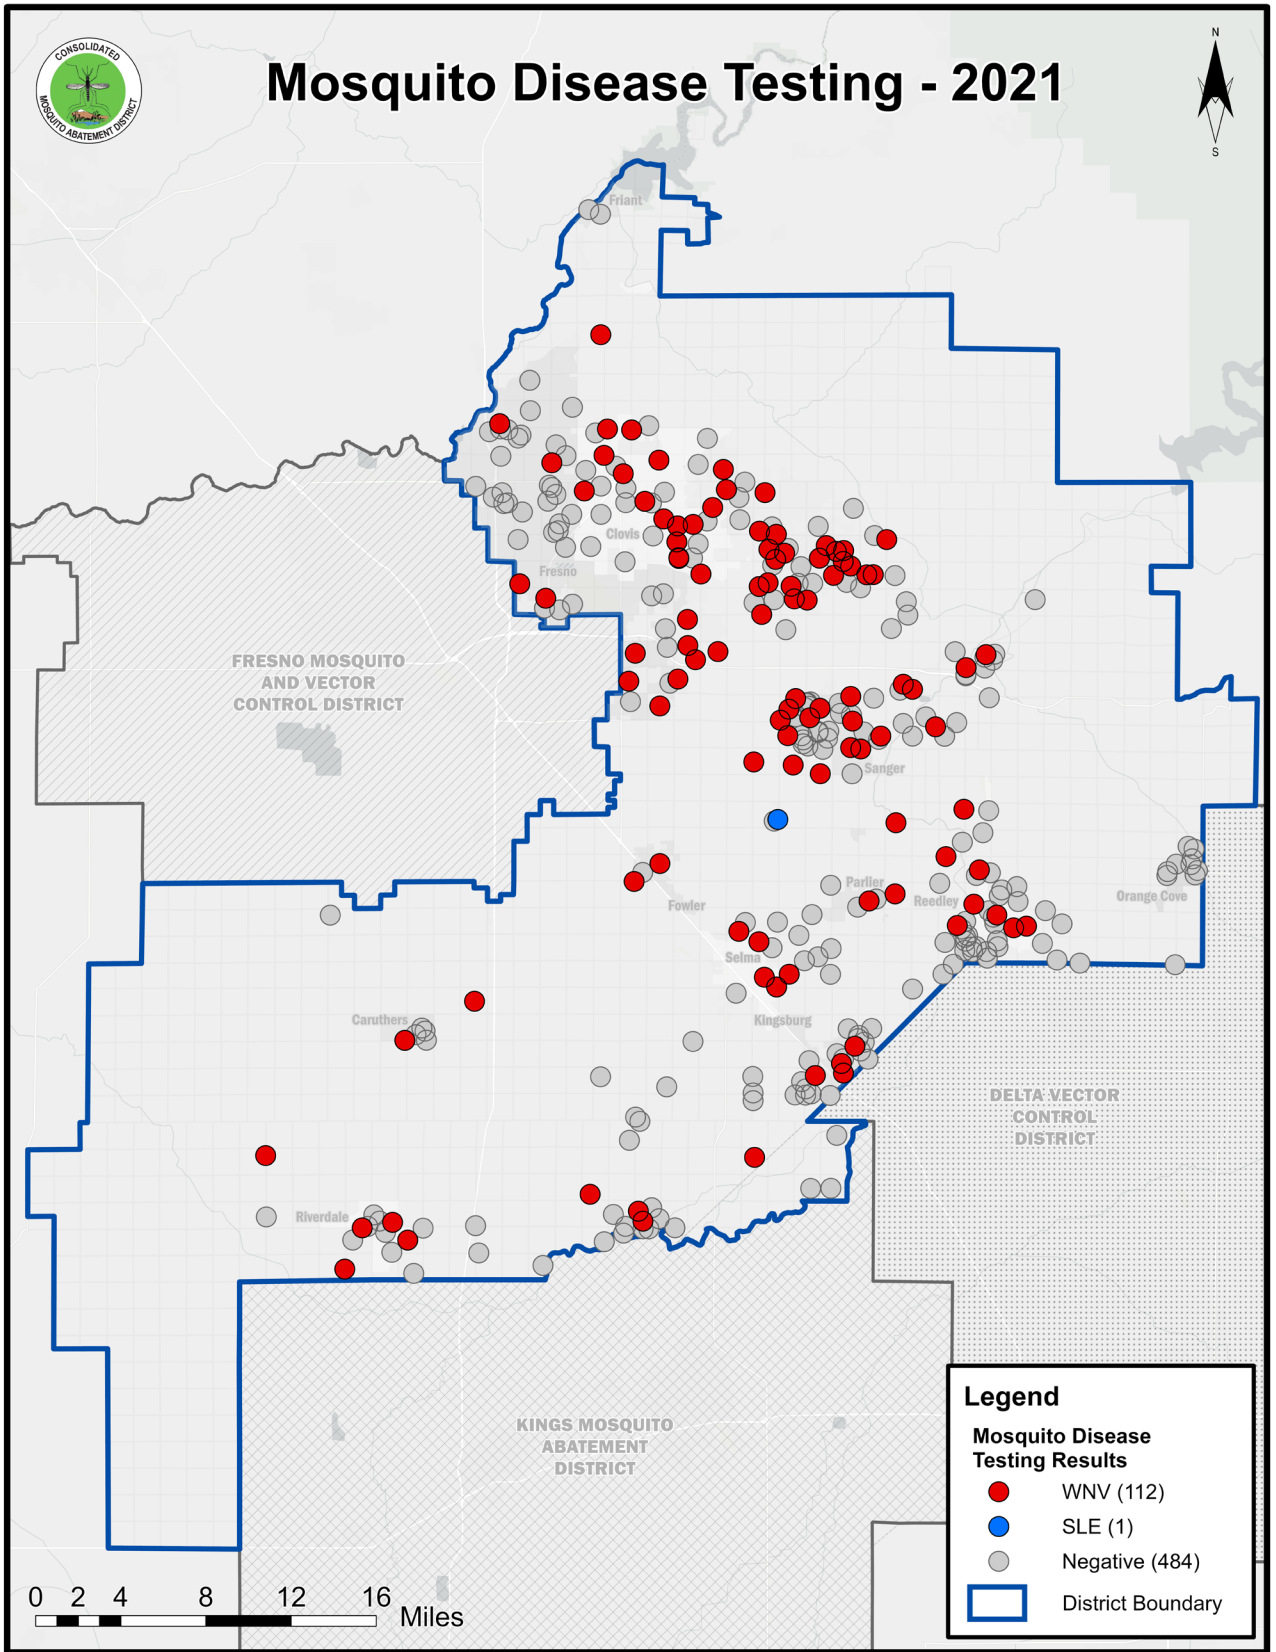 CONSOLIDATED
MOSQUITO ABATEMENT DISTRICT
Mosquito Disease Testing - 2021
N
S
Friant
Clovis
Fresno
FRESNO MOSQUITO
AND VECTOR
CONTROL DISTRICT
Sanger
Parlier
Reedley
Orange Cove
Fowler
Selma
Caruthers
Kingsburg
DELTA VECTOR
CONTROL
DISTRICT
Riverdale
KINGS MOSQUITO
ABATEMENT
DISTRICT
Legend
Mosquito Disease
Testing Results
WNV (112)
SLE (1)
Negative (484)
District Boundary
0 2 4 8 12 16
Miles